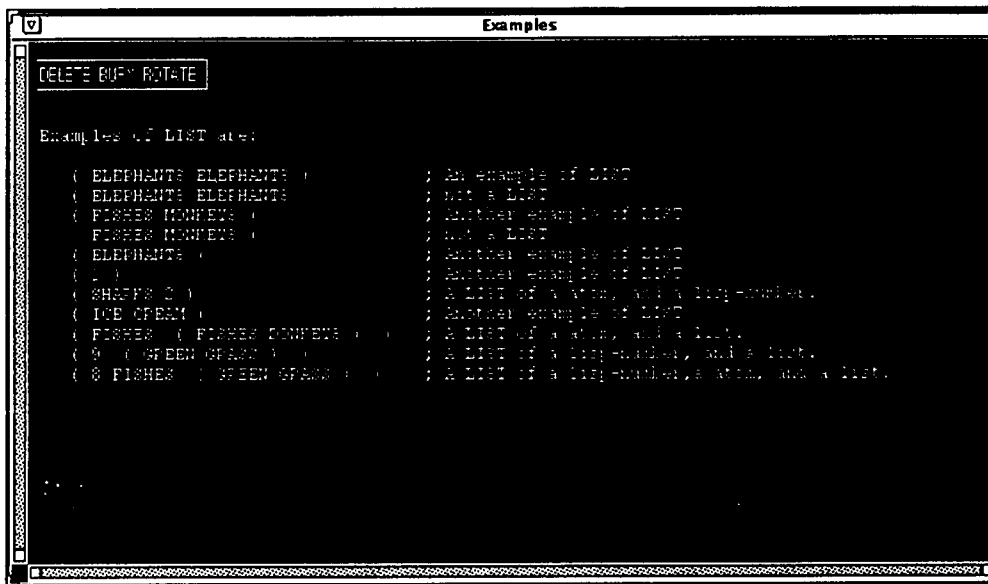 Examples
DELETE BURY ROTATE
Examples of LIST are:
( ELEPHANTS ELEPHANTS ) ; An example of LIST
( ELEPHANTS ELEPHANTS ; not a LIST
( FISHES MONKEYS ) ; Another example of LIST
FISHES MONKEYS ) ; not a LIST
( ELEPHANTS ) ; Another example of LIST
( 1 ) ; Another example of LIST
( SHARKS 2 ) ; A LIST of a atom, and a lisp-number.
( ICE CREAM ) ; Another example of LIST
( FISHES ( FISHES DONKEYS ) ) ; A LIST of a atom, and a list.
( 9 ( GREEN GRASS ) ) ; A LIST of a lisp-number, and a list.
( 8 FISHES ( GREEN GRASS ) ) ; A LIST of a lisp-number,a atom, and a list.